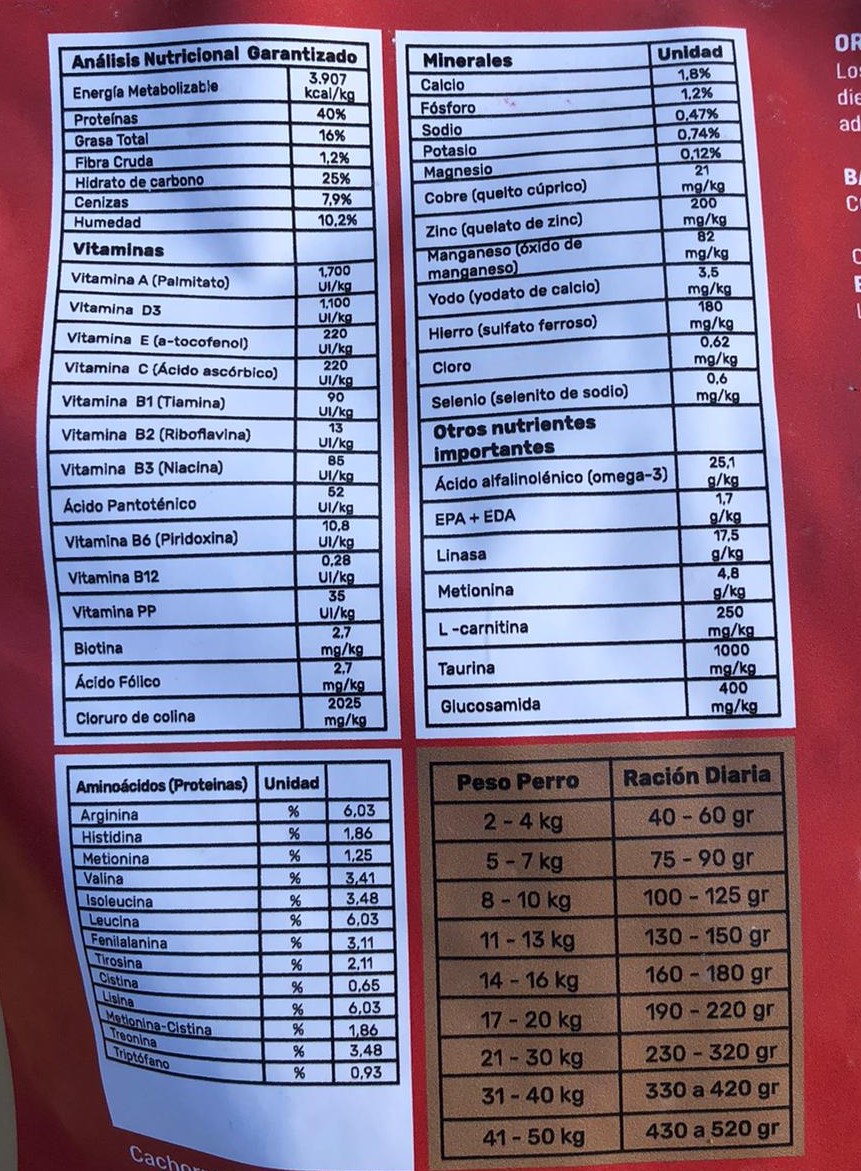 Análisis Nutricional Garantizado
Energía Metabolizable 3.907 kcal/kg
Proteínas 40%
Grasa Total 16%
Fibra Cruda 1,2%
Hidrato de carbono 25%
Cenizas 7,9%
Humedad 10,2%
Vitaminas
Vitamina A (Palmitato) 1,700 UI/kg
Vitamina D3 1,100 UI/kg
Vitamina E (a-tocofenol) 220 UI/kg
Vitamina C (Ácido ascórbico) 220 UI/kg
Vitamina B1 (Tiamina) 90 UI/kg
Vitamina B2 (Riboflavina) 13 UI/kg
Vitamina B3 (Niacina) 85 UI/kg
Ácido Pantoténico 52 UI/kg
Vitamina B6 (Piridoxina) 10,8 UI/kg
Vitamina B12 0,28 UI/kg
Vitamina PP 35 UI/kg
Biotina 2,7 mg/kg
Ácido Fólico 2,7 mg/kg
Cloruro de colina 2025 mg/kg
Minerales Unidad
Calcio 1,8%
Fósforo 1,2%
Sodio 0,47%
Potasio 0,74%
Magnesio 0,12%
Cobre (quelto cúprico) 21 mg/kg
Zinc (quelato de zinc) 200 mg/kg
Manganeso (óxido de manganeso) 82 mg/kg
Yodo (yodato de calcio) 3,5 mg/kg
Hierro (sulfato ferroso) 180 mg/kg
Cloro 0,62 mg/kg
Selenio (selenito de sodio) 0,6 mg/kg
Otros nutrientes
importantes
Ácido alfalinolénico (omega-3) 25,1 g/kg
EPA + EDA 1,7 g/kg
Linasa 17,5 g/kg
Metionina 4,8 g/kg
L-carnitina 250 mg/kg
Taurina 1000 mg/kg
Glucosamida 400 mg/kg
Aminoácidos (Proteinas) Unidad
Arginina % 6,03
Histidina % 1,86
Metionina % 1,25
Valina % 3,41
Isoleucina % 3,48
Leucina % 6,03
Fenilalanina % 3,11
Tirosina % 2,11
Cistina % 0,65
Lisina % 6,03
Metionina-Cistina % 1,86
Treonina % 3,48
Triptófano % 0,93
Peso Perro Ración Diaria
2 - 4 kg 40 - 60 gr
5 - 7 kg 75 - 90 gr
8 - 10 kg 100 - 125 gr
11 - 13 kg 130 - 150 gr
14 - 16 kg 160 - 180 gr
17 - 20 kg 190 - 220 gr
21 - 30 kg 230 - 320 gr
31 - 40 kg 330 a 420 gr
41 - 50 kg 430 a 520 gr